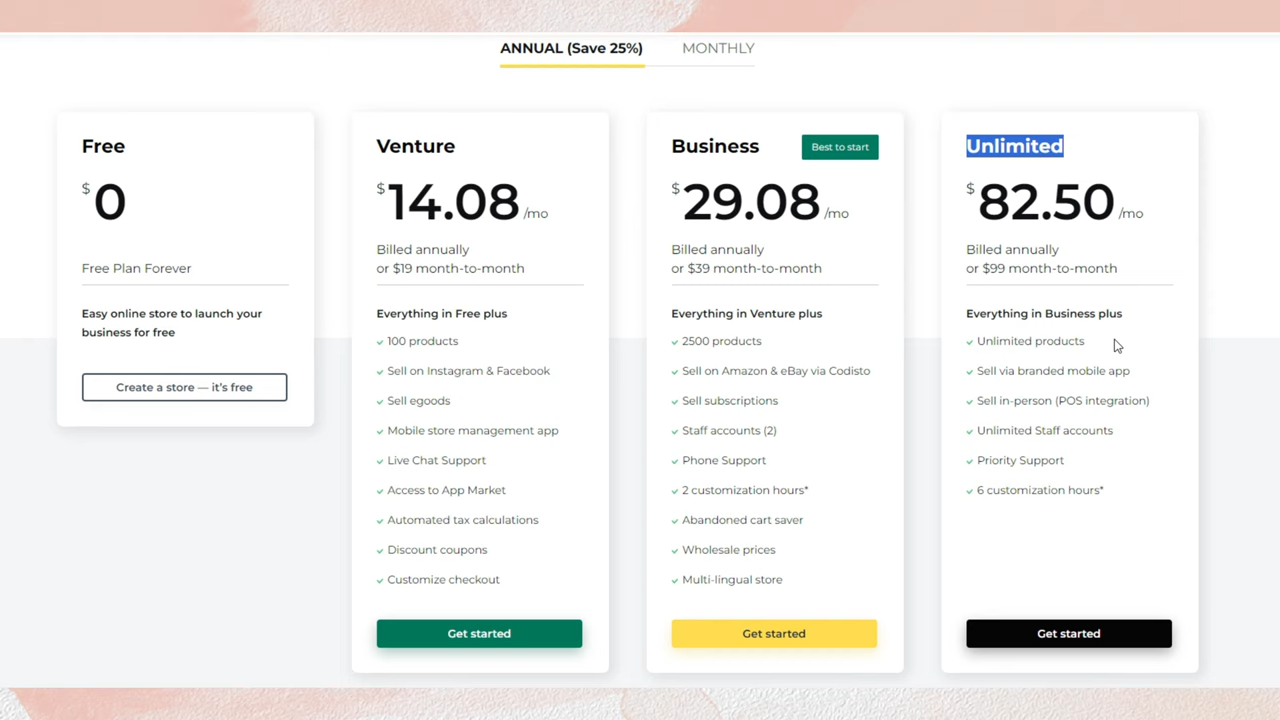 ANNUAL (Save 25%)
MONTHLY
Free
$0
Free Plan Forever
Easy online store to launch your
business for free
Create a store — it's free
Venture
$14.08 /mo
Billed annually
or $19 month-to-month
Everything in Free plus
100 products
Sell on Instagram & Facebook
Sell egoods
Mobile store management app
Live Chat Support
Access to App Market
Automated tax calculations
Discount coupons
Customize checkout
Get started
Business
Best to start
$29.08 /mo
Billed annually
or $39 month-to-month
Everything in Venture plus
2500 products
Sell on Amazon & eBay via Codisto
Sell subscriptions
Staff accounts (2)
Phone Support
2 customization hours*
Abandoned cart saver
Wholesale prices
Multi-lingual store
Get started
Unlimited
$82.50 /mo
Billed annually
or $99 month-to-month
Everything in Business plus
Unlimited products
Sell via branded mobile app
Sell in-person (POS integration)
Unlimited Staff accounts
Priority Support
6 customization hours*
Get started